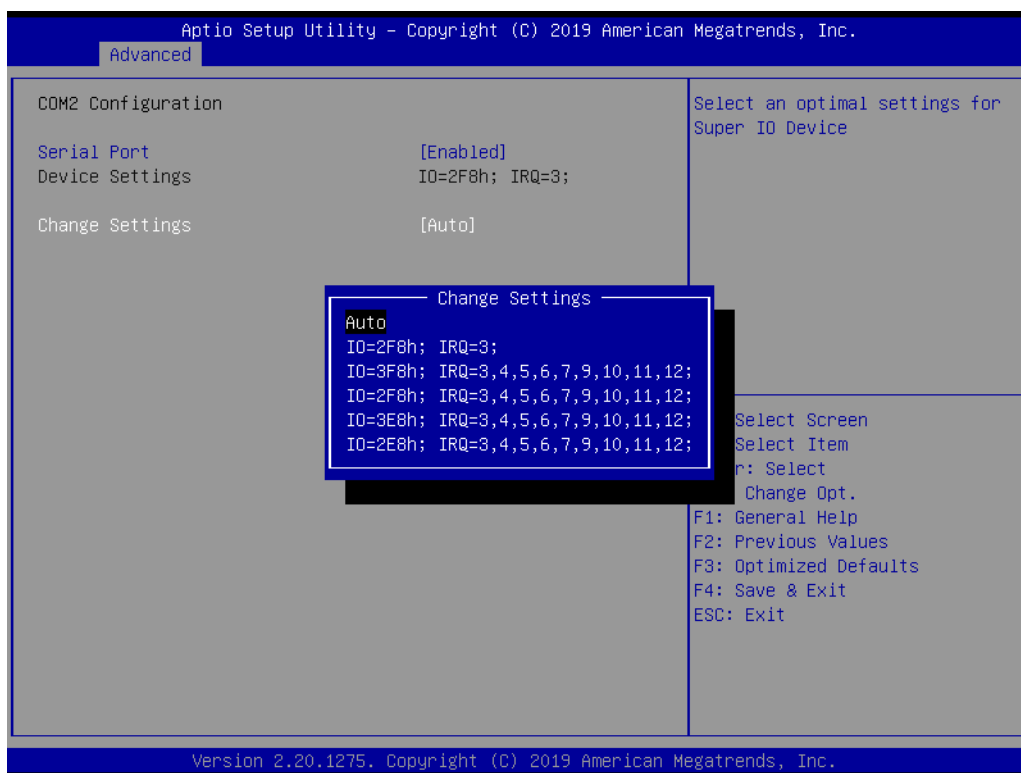 Aptio Setup Utility – Copyright (C) 2019 American Megatrends, Inc.
Advanced
COM2 Configuration
Serial Port [Enabled]
Device Settings IO=2F8h; IRQ=3;
Change Settings [Auto]
Select an optimal settings for
Super IO Device
Change Settings
Auto
IO=2F8h; IRQ=3;
IO=3F8h; IRQ=3,4,5,6,7,9,10,11,12;
IO=2F8h; IRQ=3,4,5,6,7,9,10,11,12;
IO=3E8h; IRQ=3,4,5,6,7,9,10,11,12;
IO=2E8h; IRQ=3,4,5,6,7,9,10,11,12;
Select Screen
Select Item
r: Select
Change Opt.
F1: General Help
F2: Previous Values
F3: Optimized Defaults
F4: Save & Exit
ESC: Exit
Version 2.20.1275. Copyright (C) 2019 American Megatrends, Inc.